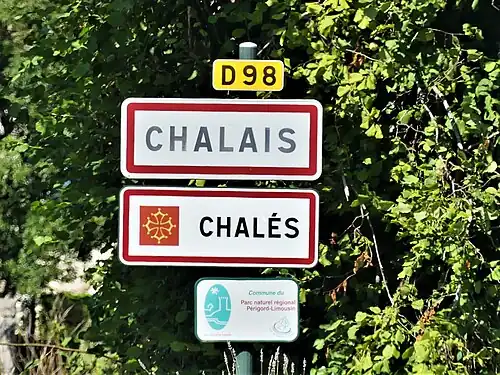 D98
CHALAIS
CHALÉS
Commune du
Parc naturel régional
Périgord-Limousin